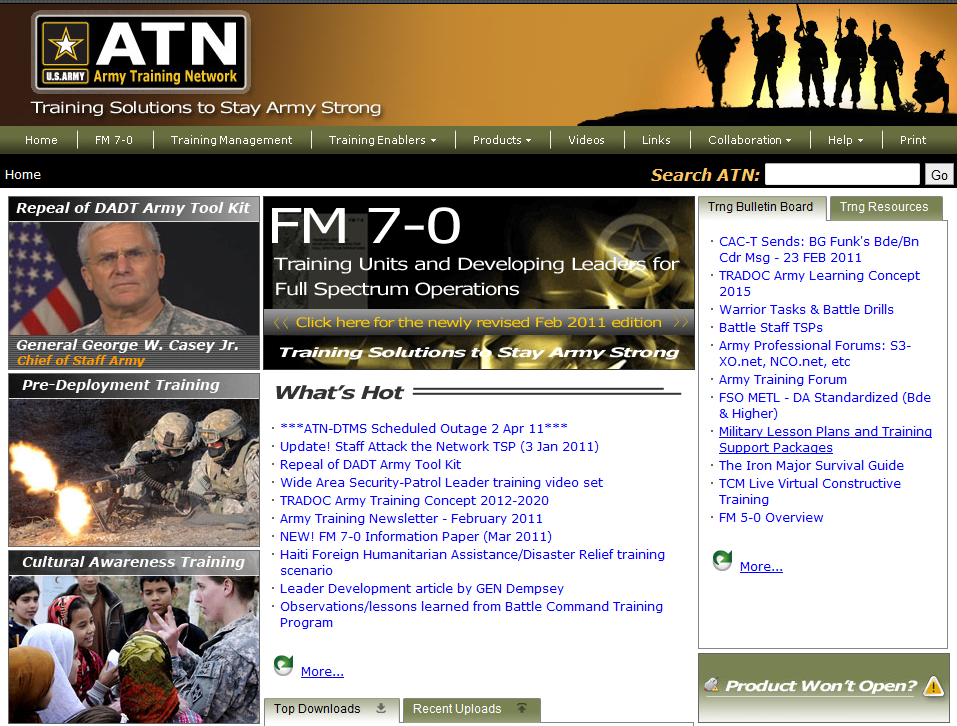 ATN
U.S.ARMY
Army Training Network
Training Solutions to Stay Army Strong
Home
FM 7-0
Training Management
Training Enablers
Products
Videos
Links
Collaboration
Help
Print
Home
Search ATN:
Go
Repeal of DADT Army Tool Kit
General George W. Casey Jr.
Chief of Staff Army
Pre-Deployment Training
Cultural Awareness Training
FM 7-0
Training Units and Developing Leaders for
Full Spectrum Operations
<< Click here for the newly revised Feb 2011 edition >>
Training Solutions to Stay Army Strong
What's Hot
· ***ATN-DTMS Scheduled Outage 2 Apr 11***
· Update! Staff Attack the Network TSP (3 Jan 2011)
· Repeal of DADT Army Tool Kit
· Wide Area Security-Patrol Leader training video set
· TRADOC Army Training Concept 2012-2020
· Army Training Newsletter - February 2011
· NEW! FM 7-0 Information Paper (Mar 2011)
· Haiti Foreign Humanitarian Assistance/Disaster Relief training
scenario
· Leader Development article by GEN Dempsey
· Observations/lessons learned from Battle Command Training
Program
More...
Top Downloads
Recent Uploads
Trng Bulletin Board
Trng Resources
· CAC-T Sends: BG Funk's Bde/Bn
Cdr Msg - 23 FEB 2011
· TRADOC Army Learning Concept
2015
· Warrior Tasks & Battle Drills
· Battle Staff TSPs
· Army Professional Forums: S3-
XO.net, NCO.net, etc
· Army Training Forum
· FSO METL - DA Standardized (Bde
& Higher)
· Military Lesson Plans and Training
Support Packages
· The Iron Major Survival Guide
· TCM Live Virtual Constructive
Training
· FM 5-0 Overview
More...
Product Won't Open?